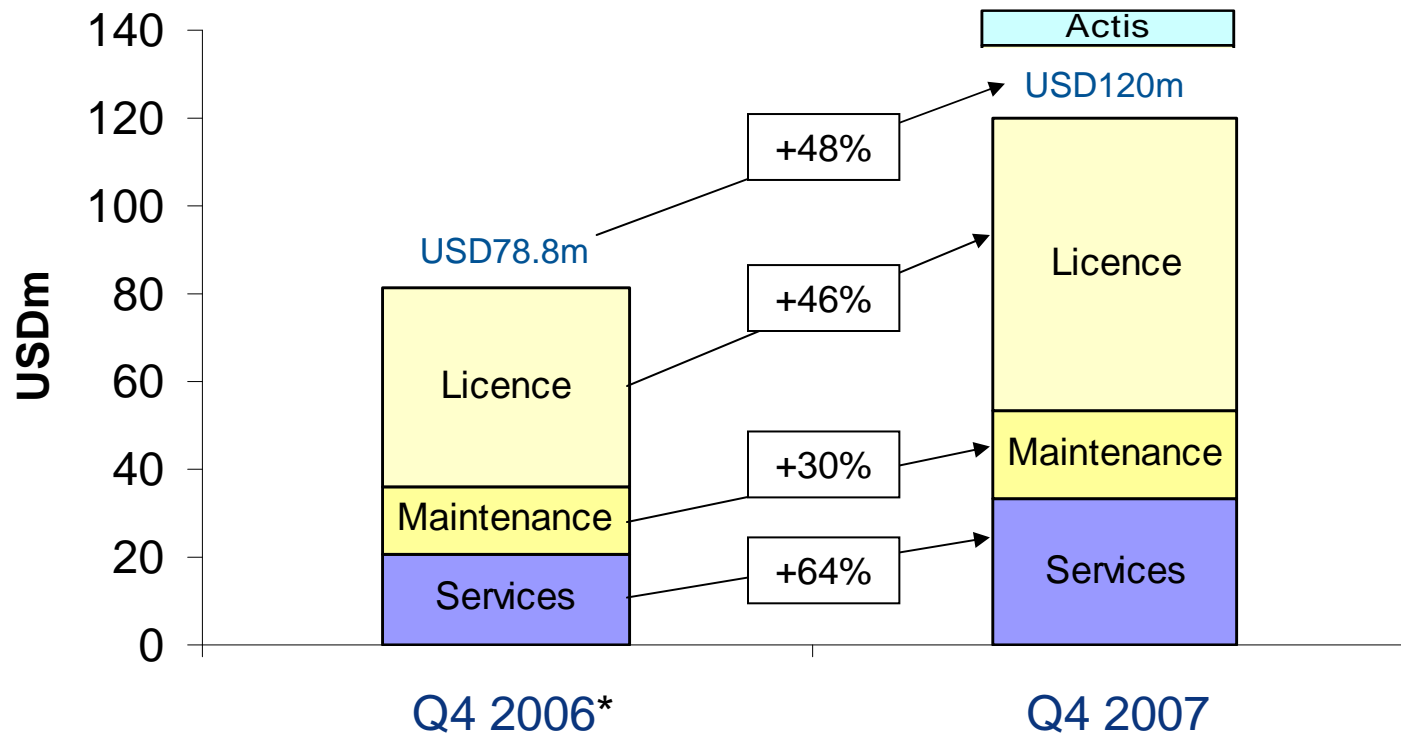 140
120
100
80
60
40
20
0
USDm
Actis
USD120m
+48%
USD78.8m
Licence
+46%
Licence
+30%
Maintenance
Maintenance
+64%
Services
Services
Q4 2006*
Q4 2007